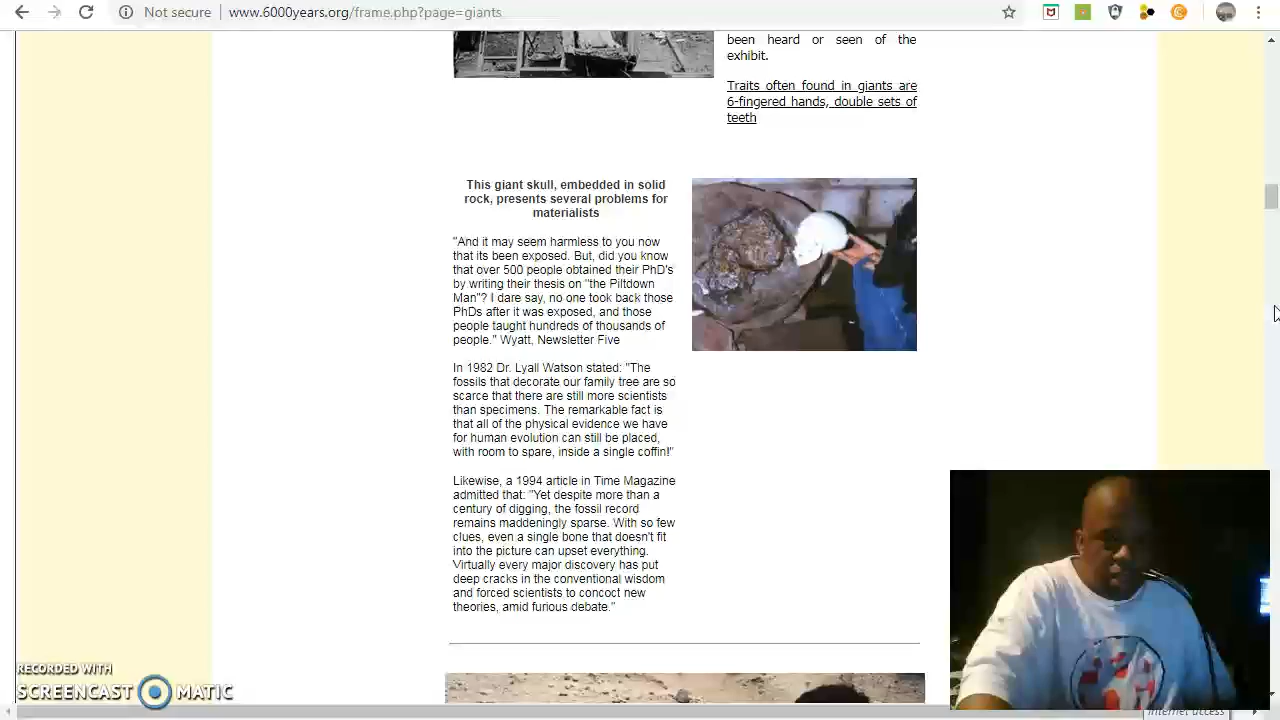 Not secure
www.6000years.org/frame.php?page=giants
been heard or seen of the
exhibit.
Traits often found in giants are
6-fingered hands, double sets of
teeth
This giant skull, embedded in solid
rock, presents several problems for
materialists
"And it may seem harmless to you now
that its been exposed. But, did you know
that over 500 people obtained their PhD's
by writing their thesis on "the Piltdown
Man"? I dare say, no one took back those
PhDs after it was exposed, and those
people taught hundreds of thousands of
people." Wyatt, Newsletter Five
In 1982 Dr. Lyall Watson stated: "The
fossils that decorate our family tree are so
scarce that there are still more scientists
than specimens. The remarkable fact is
that all of the physical evidence we have
for human evolution can still be placed,
with room to spare, inside a single coffin!"
Likewise, a 1994 article in Time Magazine
admitted that: "Yet despite more than a
century of digging, the fossil record
remains maddeningly sparse. With so few
clues, even a single bone that doesn't fit
into the picture can upset everything.
Virtually every major discovery has put
deep cracks in the conventional wisdom
and forced scientists to concoct new
theories, amid furious debate."
RECORDED WITH
SCREENCAST MATIC
Internet access